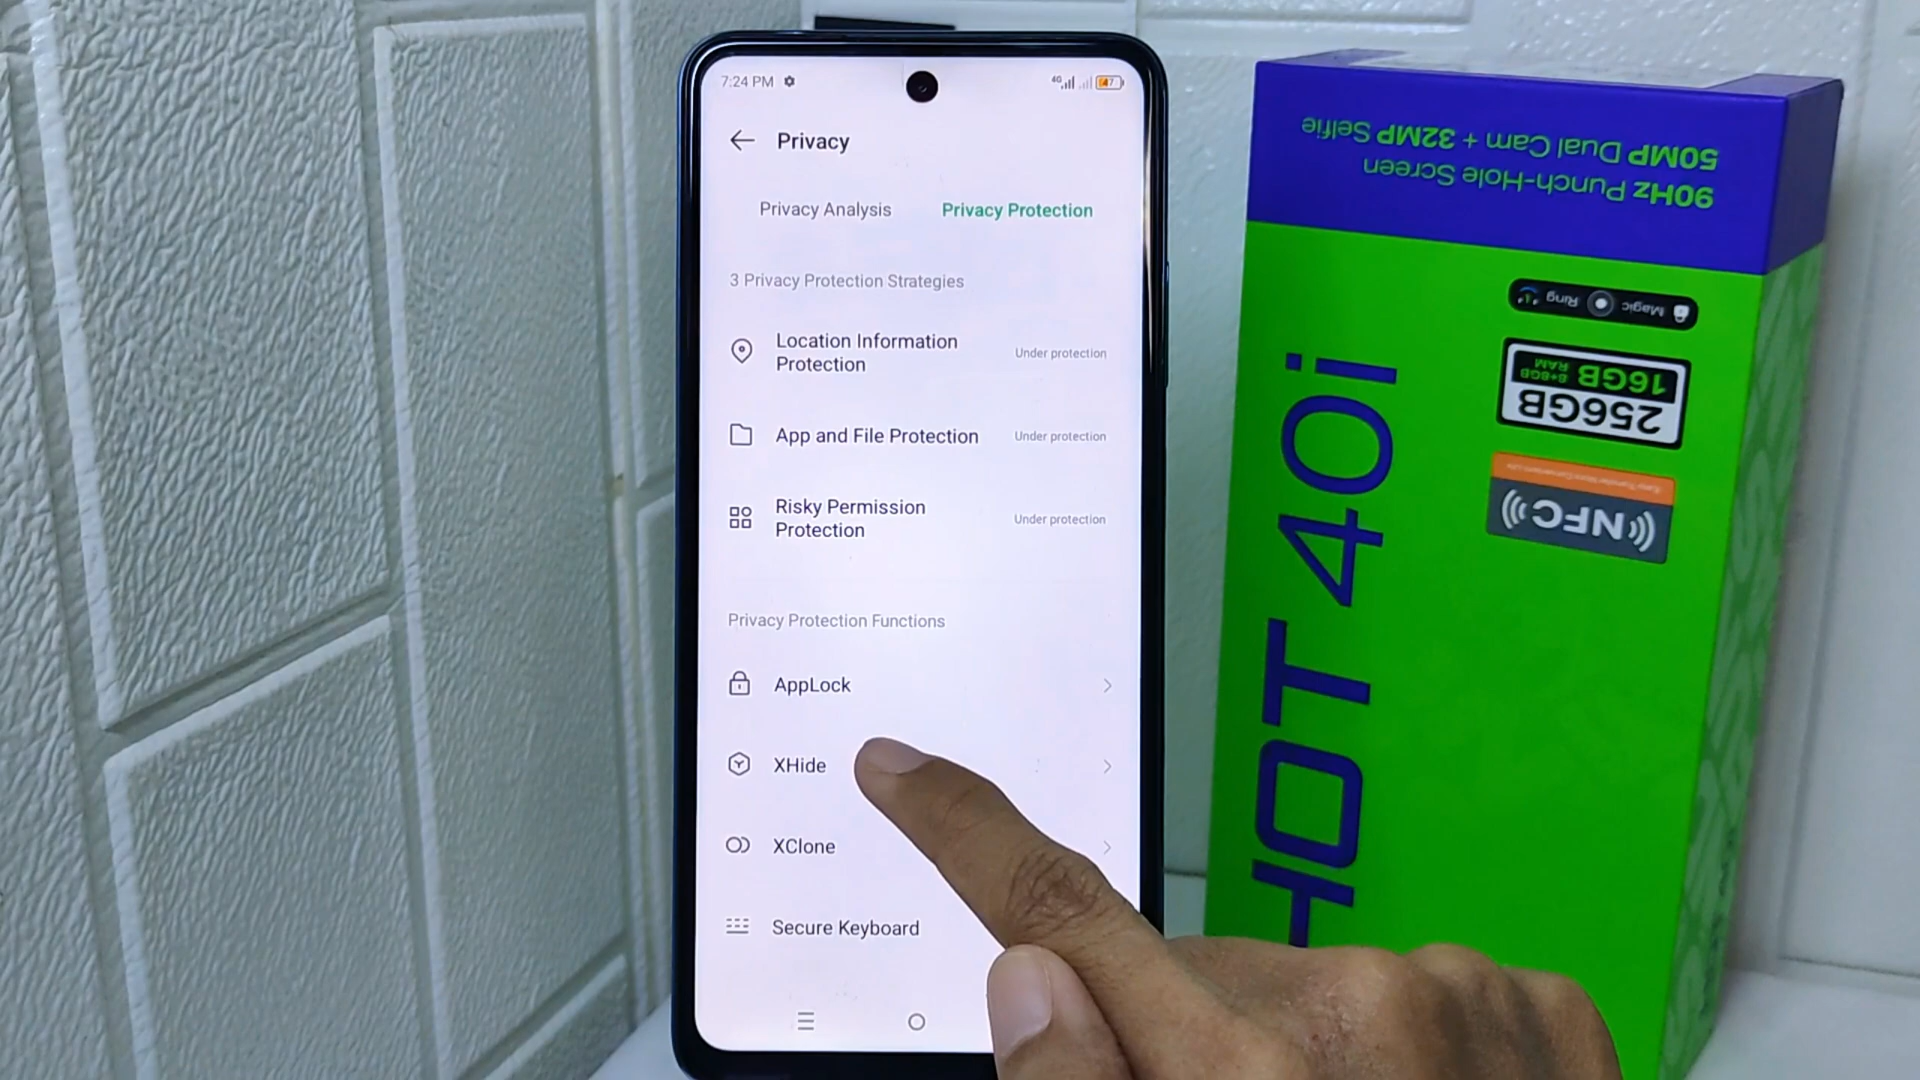 7:24 PM
4G
47
Privacy
Privacy Analysis
Privacy Protection
3 Privacy Protection Strategies
Location Information
Protection
Under protection
App and File Protection
Under protection
Risky Permission
Protection
Under protection
Privacy Protection Functions
AppLock
XHide
XClone
Secure Keyboard
90Hz Punch-Hole Screen
50MP Dual Cam + 32MP Selfie
Magic Ring
256GB
16GB
8+8GB
RAM
NFC
HOT 40i